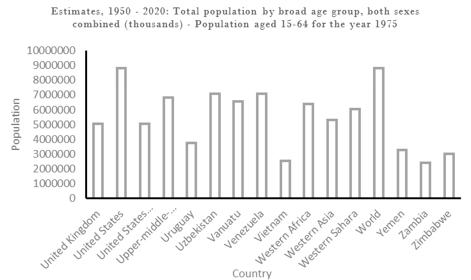 Estimates, 1950 - 2020: Total population by broad age group, both sexes
combined (thousands) - Population aged 15-64 for the year 1975
10000000
9000000
8000000
7000000
6000000
5000000
4000000
3000000
2000000
1000000
0
Population
United Kingdom
United States
United States…
Upper-middle-…
Uruguay
Uzbekistan
Vanuatu
Venezuela
Vietnam
Western Africa
Western Asia
Western Sahara
World
Yemen
Zambia
Zimbabwe
Country